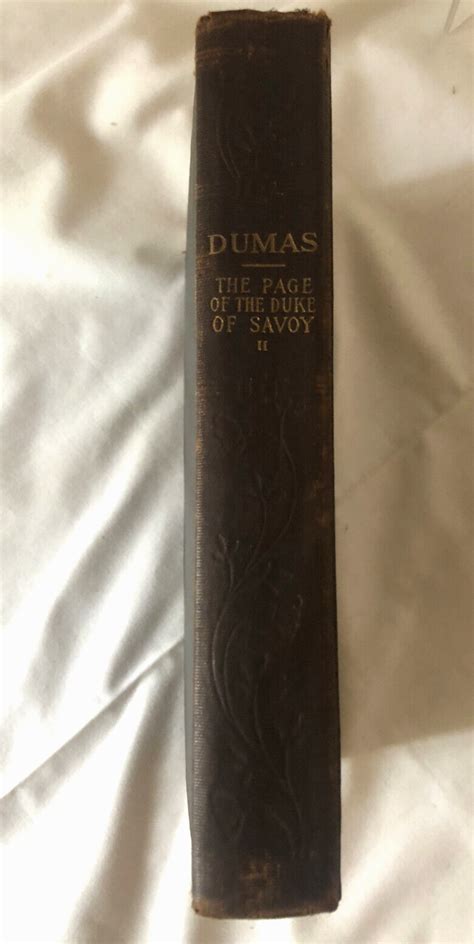 DUMAS
THE PAGE
OF THE DUKE
OF SAVOY
II